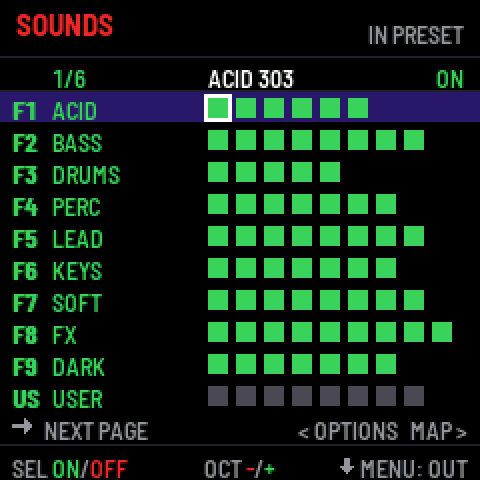 SOUNDS
IN PRESET
1/6 ACID 303 ON
F1 ACID
F2 BASS
F3 DRUMS
F4 PERC
F5 LEAD
F6 KEYS
F7 SOFT
F8 FX
F9 DARK
US USER
NEXT PAGE < OPTIONS MAP >
SEL ON/OFF OCT -/+ MENU: OUT